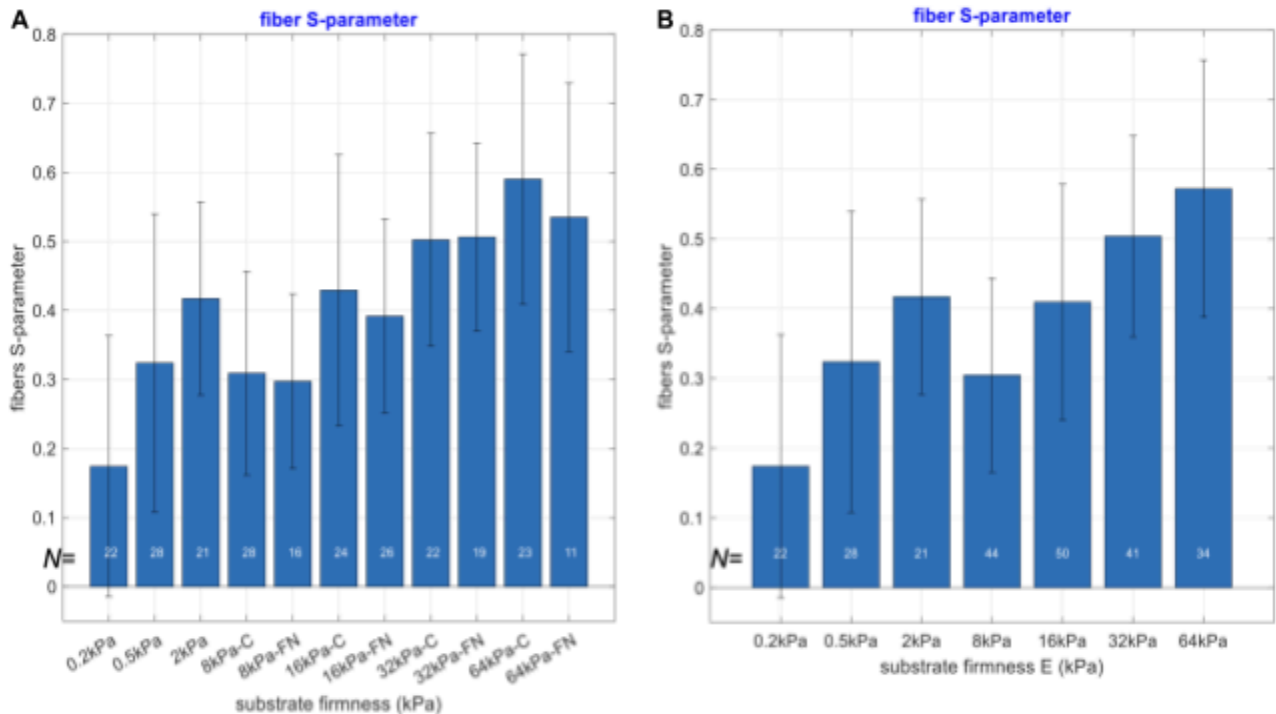 A
fiber S-parameter
0.8
0.7
0.6
0.5
0.4
0.3
0.2
0.1
0
fibers S-parameter
N=
22 28 21 28 16 24 26 22 19 23 11
0.2kPa 0.5kPa 2kPa 8kPa-C 8kPa-FN 16kPa-C 16kPa-FN 32kPa-C 32kPa-FN 64kPa-C 64kPa-FN
substrate firmness (kPa)
B
fiber S-parameter
0.8
0.7
0.6
0.5
0.4
0.3
0.2
0.1
0
fibers S-parameter
N=
22 28 21 44 50 41 34
0.2kPa 0.5kPa 2kPa 8kPa 16kPa 32kPa 64kPa
substrate firmness E (kPa)